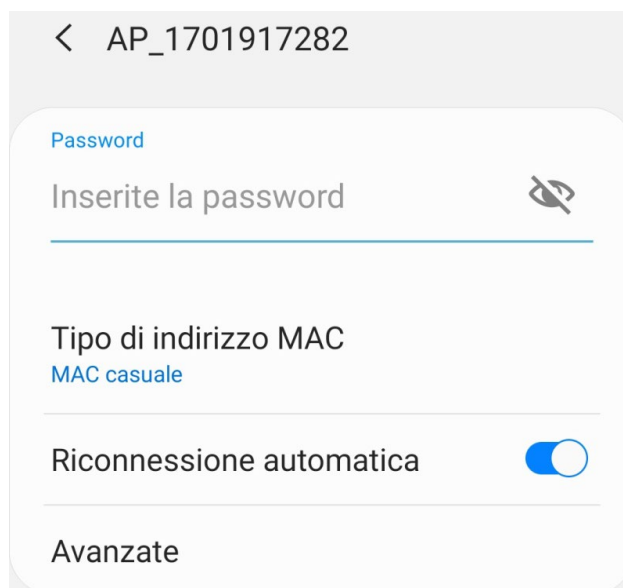 AP_1701917282
Password
Inserite la password
Tipo di indirizzo MAC
MAC casuale
Riconnessione automatica
Avanzate